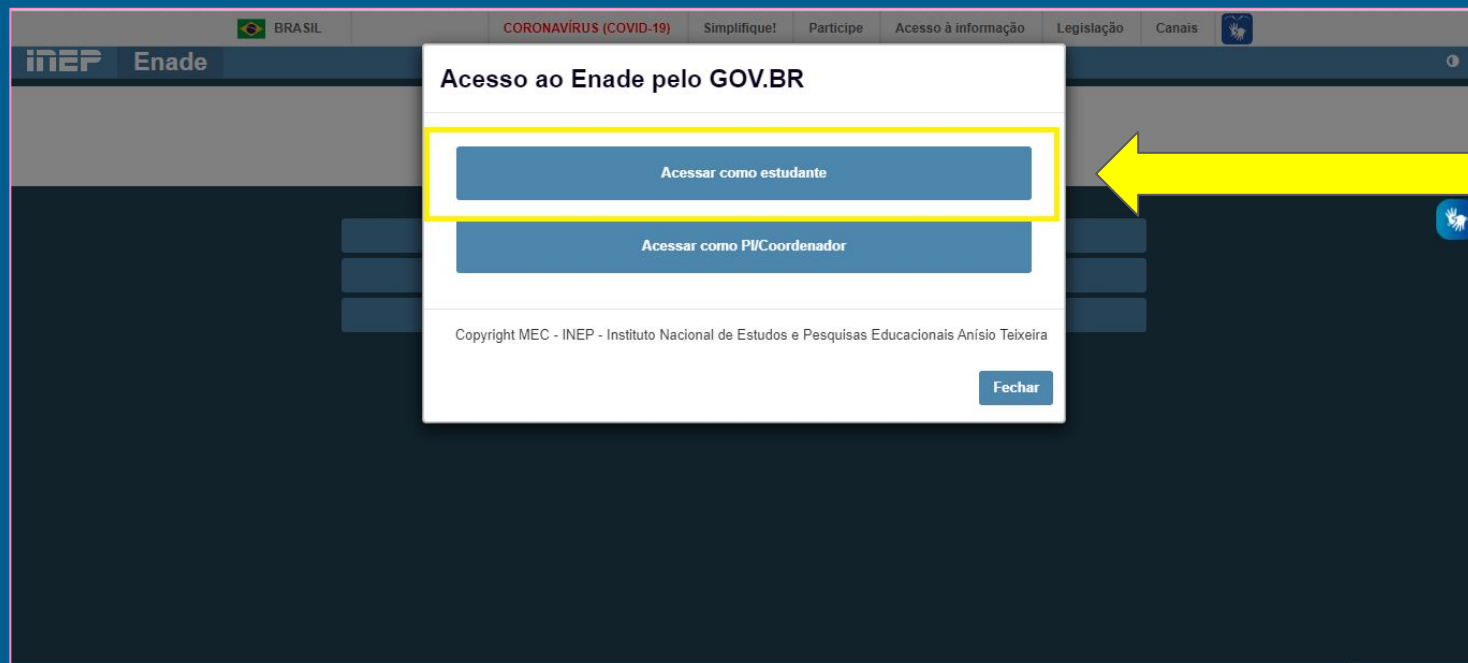 BRASIL CORONAVÍRUS (COVID-19) Simplifique! Participe Acesso à informação Legislação Canais
inep Enade
Acesso ao Enade pelo GOV.BR
Acessar como estudante
Acessar como PI/Coordenador
Copyright MEC - INEP - Instituto Nacional de Estudos e Pesquisas Educacionais Anísio Teixeira
Fechar